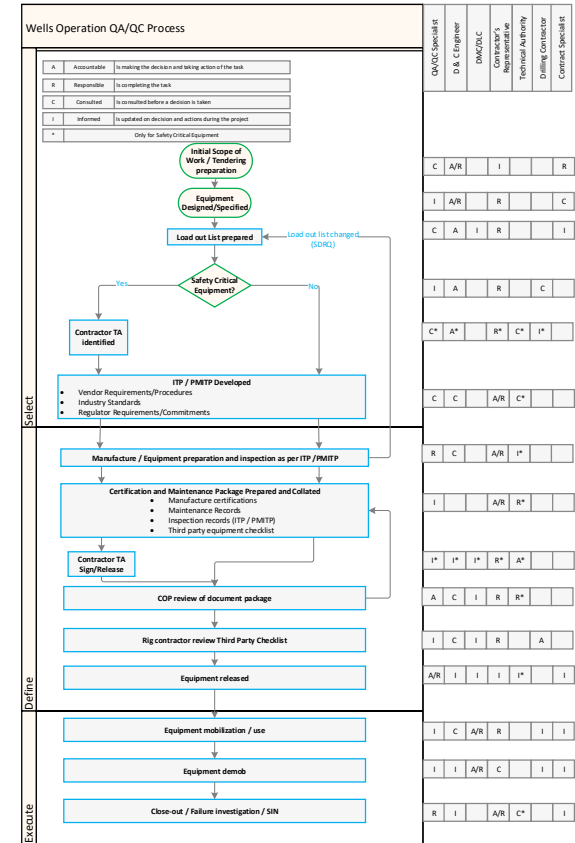 Wells Operation QA/QC Process
QA/QC Specialist
D & C Engineer
DMC/DLC
Contractor's
Representative
Technical Authority
Drilling Contractor
Contract Specialist
A Accountable Is making the decision and taking action of the task
R Responsible Is completing the task
C Consulted Is consulted before a decision is taken
I Informed Is updated on decision and actions during the project
* Only for Safety Critical Equipment
Initial Scope of
Work / Tendering
preparation
C A/R I R
Equipment
Designed/Specified
I A/R R C
Load out List prepared
Load out list changed
(SDRQ)
C A I R I
Safety Critical
Equipment?
Yes
No
I A R C
Contractor TA
identified
C* A* R* C* I*
ITP / PMITP Developed
• Vendor Requirements/Procedures
• Industry Standards
• Regulator Requirements/Commitments
C C A/R C*
Select
Manufacture / Equipment preparation and inspection as per ITP /PMITP
R C A/R I*
Certification and Maintenance Package Prepared and Collated
• Manufacture certifications
• Maintenance Records
• Inspection records (ITP / PMITP)
• Third party equipment checklist
I A/R R*
Contractor TA
Sign/Release
I* I* I* R* A*
COP review of document package
A C I R R*
Rig contractor review Third Party Checklist
I C I R A
Equipment released
A/R I I I I* I
Define
Equipment mobilization / use
I C A/R R I I
Equipment demob
I I A/R C I I
Close-out / Failure investigation / SIN
R I A/R C* I
Execute